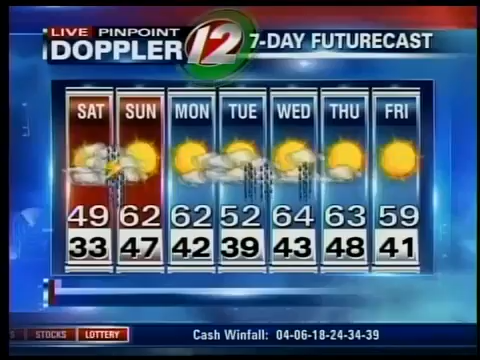 LIVE PINPOINT
DOPPLER 12 7-DAY FUTURECAST
SAT SUN MON TUE WED THU FRI
49 62 62 52 64 63 59
33 47 42 39 43 48 41
S STOCKS LOTTERY Cash Winfall: 04-06-18-24-34-39